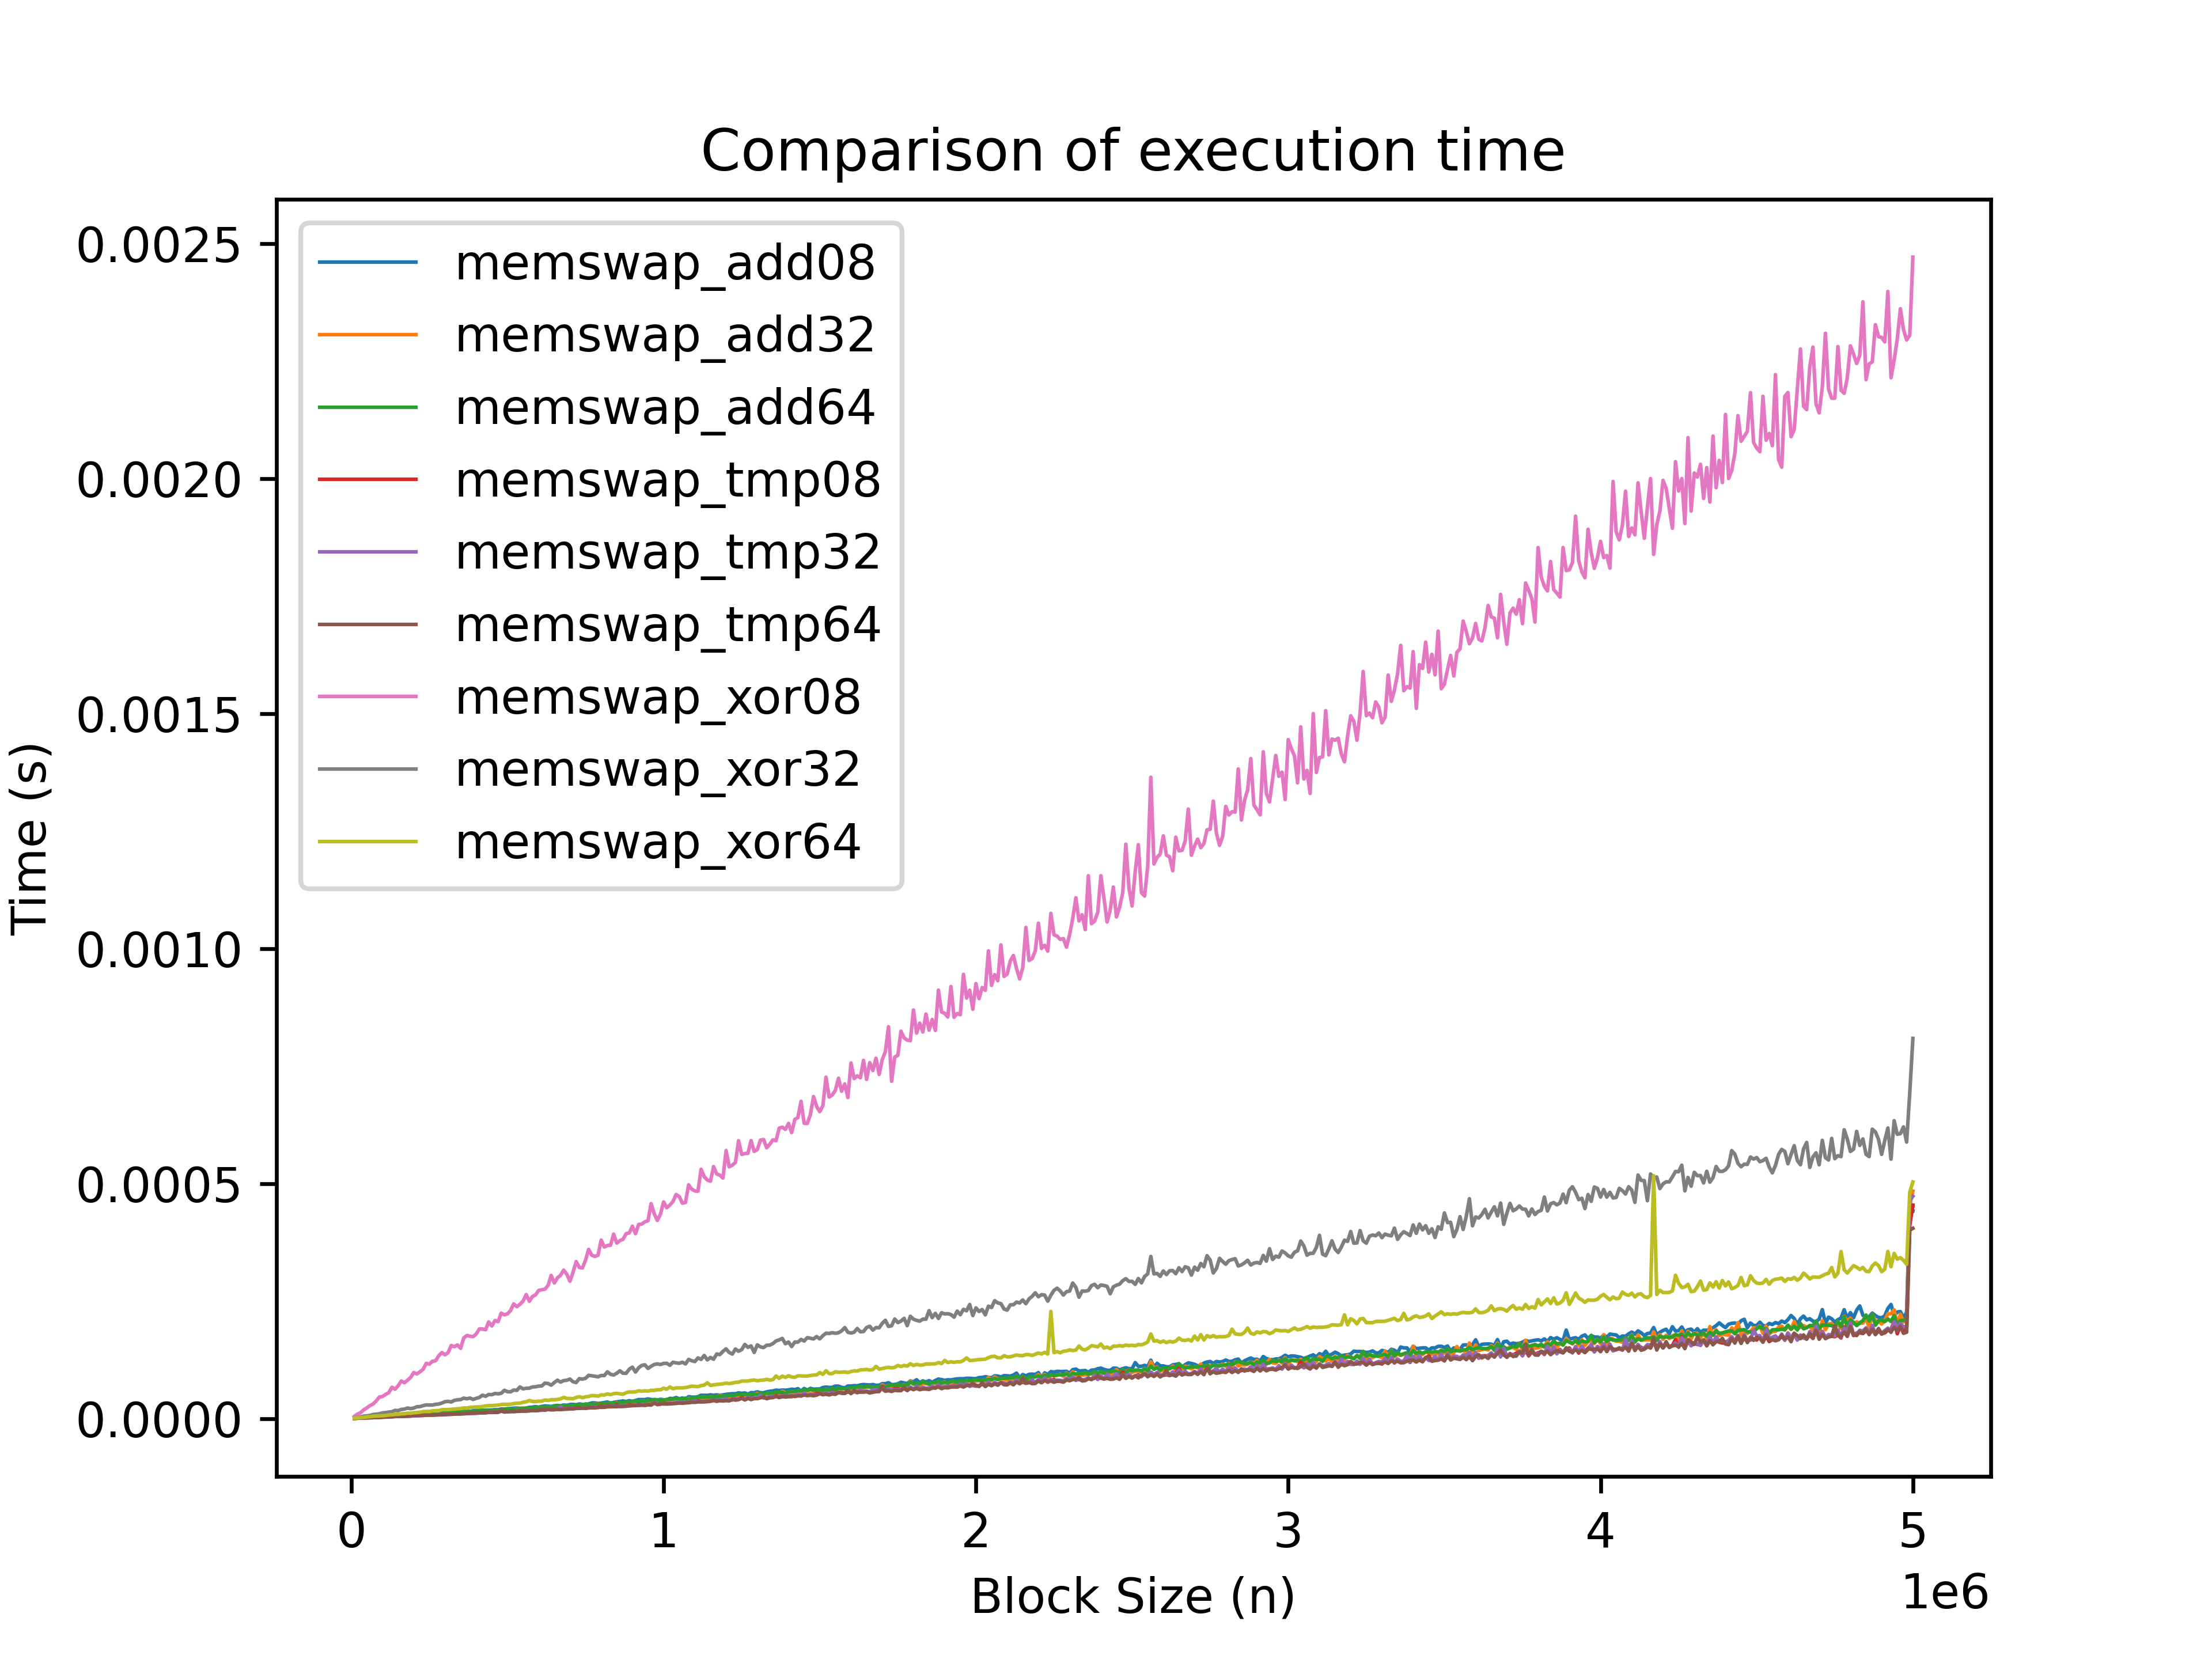 Comparison of execution time
0.0025
0.0020
0.0015
0.0010
0.0005
0.0000
Time (s)
memswap_add08
memswap_add32
memswap_add64
memswap_tmp08
memswap_tmp32
memswap_tmp64
memswap_xor08
memswap_xor32
memswap_xor64
0 1 2 3 4 5
1e6
Block Size (n)